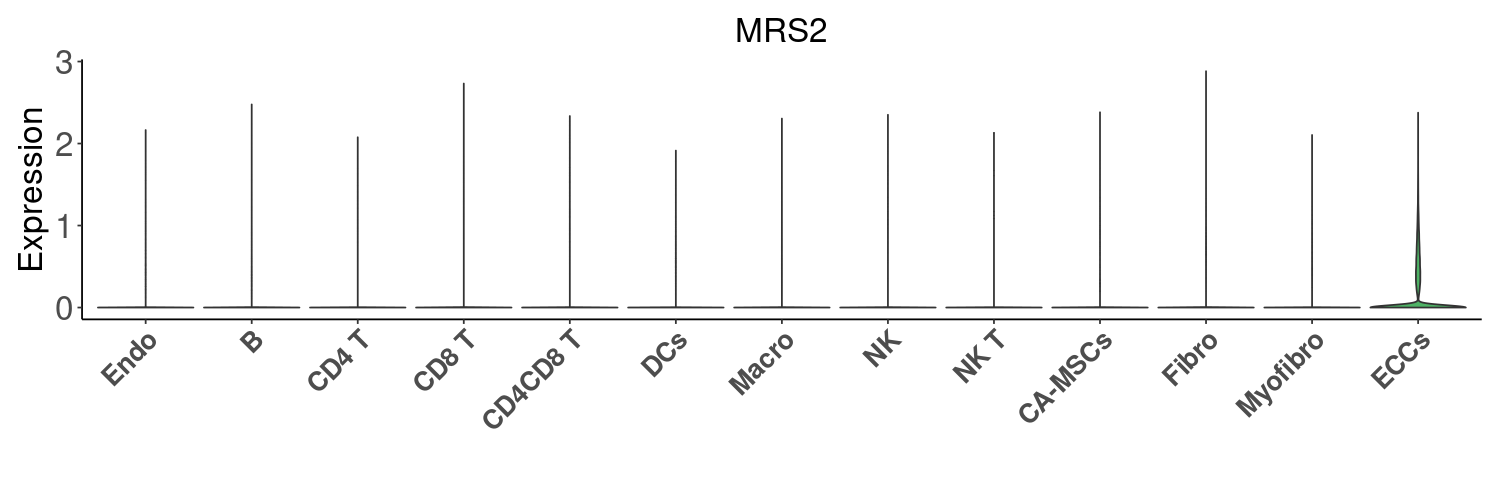 MRS2
Expression
3
2
1
0
Endo
B
CD4 T
CD8 T
CD4CD8 T
DCs
Macro
NK
NK T
CA-MSCs
Fibro
Myofibro
ECCs